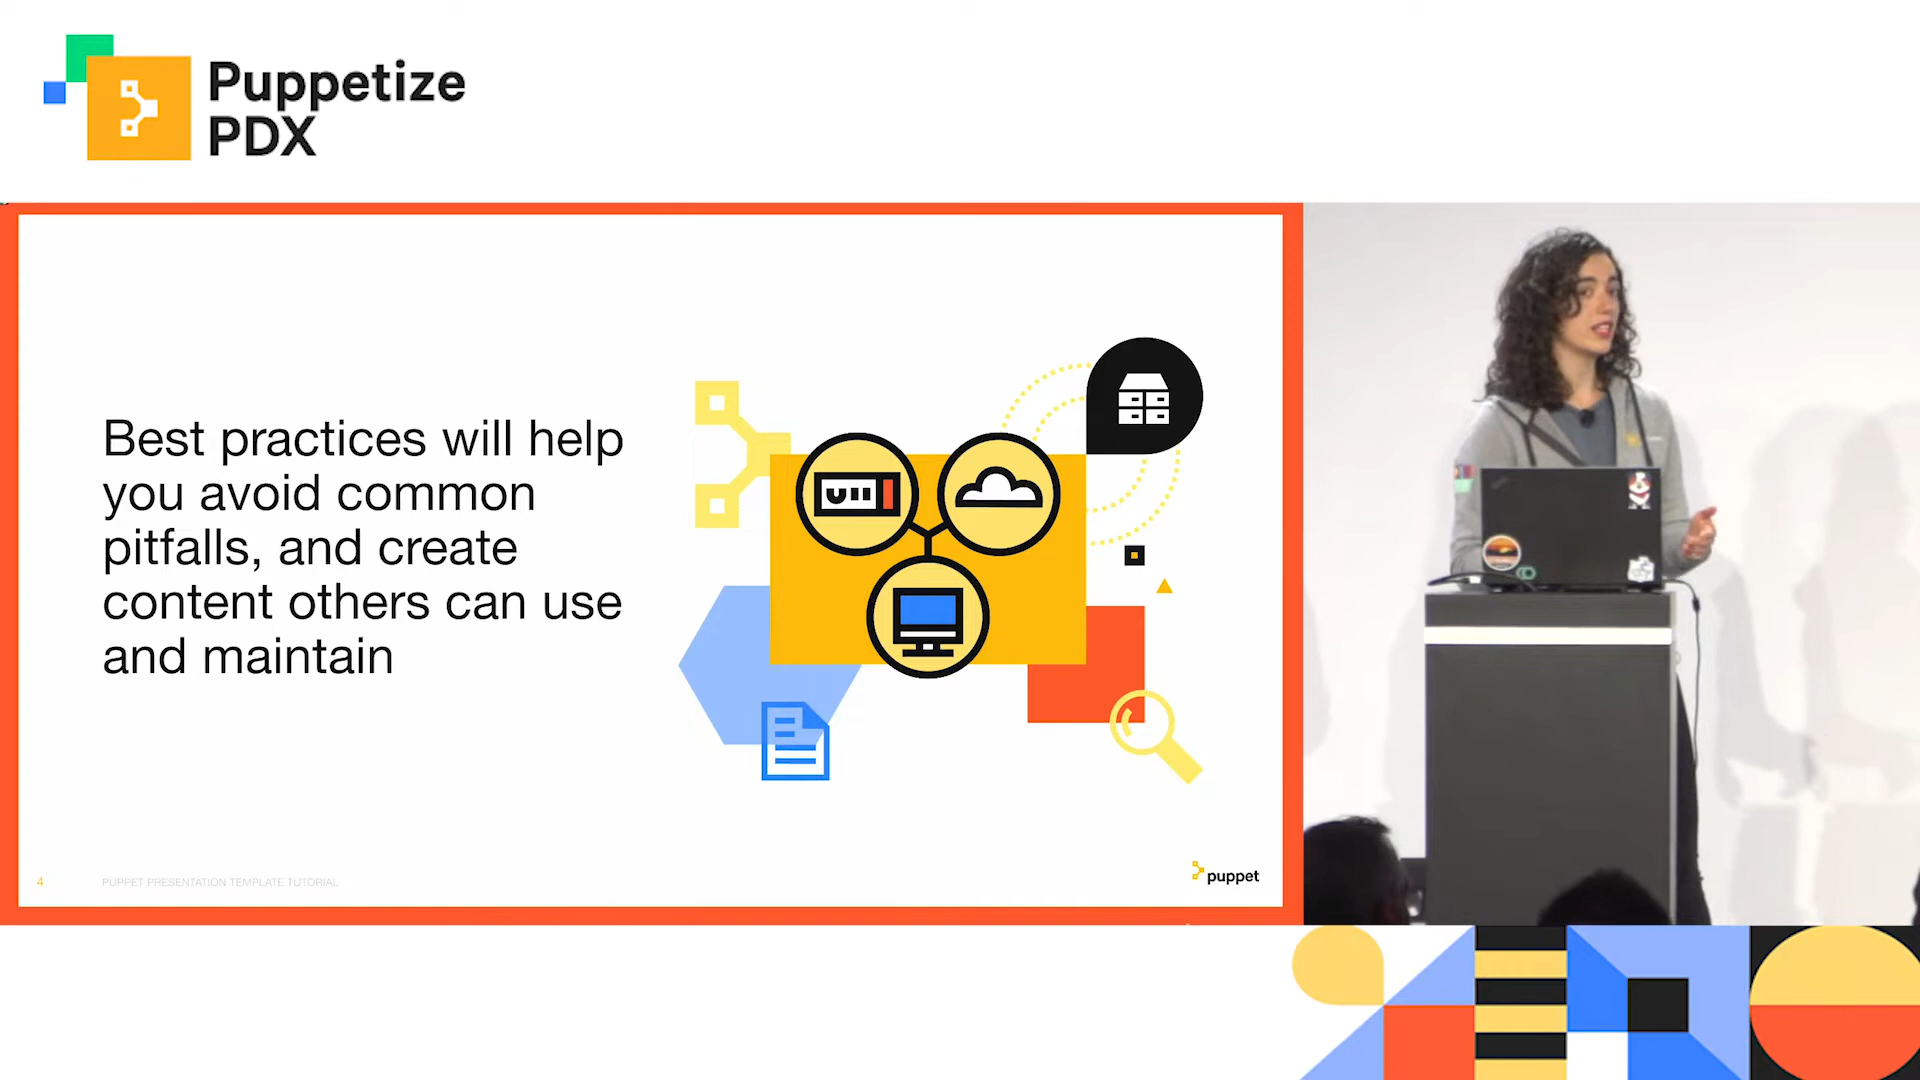 Puppetize
PDX
Best practices will help
you avoid common
pitfalls, and create
content others can use
and maintain
4
PUPPET PRESENTATION TEMPLATE TUTORIAL
puppet